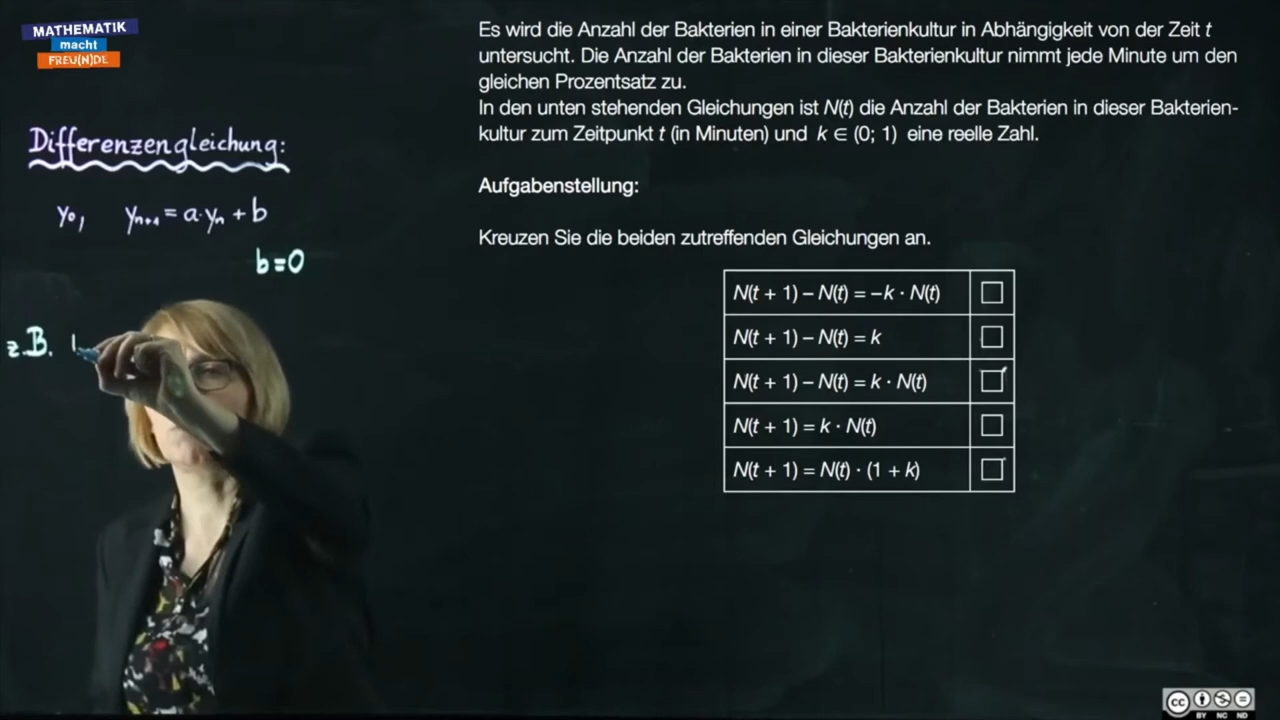 MATHEMATIK
macht
FREU(N)DE
Es wird die Anzahl der Bakterien in einer Bakterienkultur in Abhängigkeit von der Zeit t
untersucht. Die Anzahl der Bakterien in dieser Bakterienkultur nimmt jede Minute um den
gleichen Prozentsatz zu.
In den unten stehenden Gleichungen ist N(t) die Anzahl der Bakterien in dieser Bakterien-
kultur zum Zeitpunkt t (in Minuten) und k ∈ (0; 1) eine reelle Zahl.
Aufgabenstellung:
Kreuzen Sie die beiden zutreffenden Gleichungen an.
N(t + 1) – N(t) = –k · N(t)
N(t + 1) – N(t) = k
N(t + 1) – N(t) = k · N(t)
N(t + 1) = k · N(t)
N(t + 1) = N(t) · (1 + k)
Differenzengleichung:
y₀, yₙ₊₁ = a·yₙ + b
b=0
z.B.
cc
BY NC ND